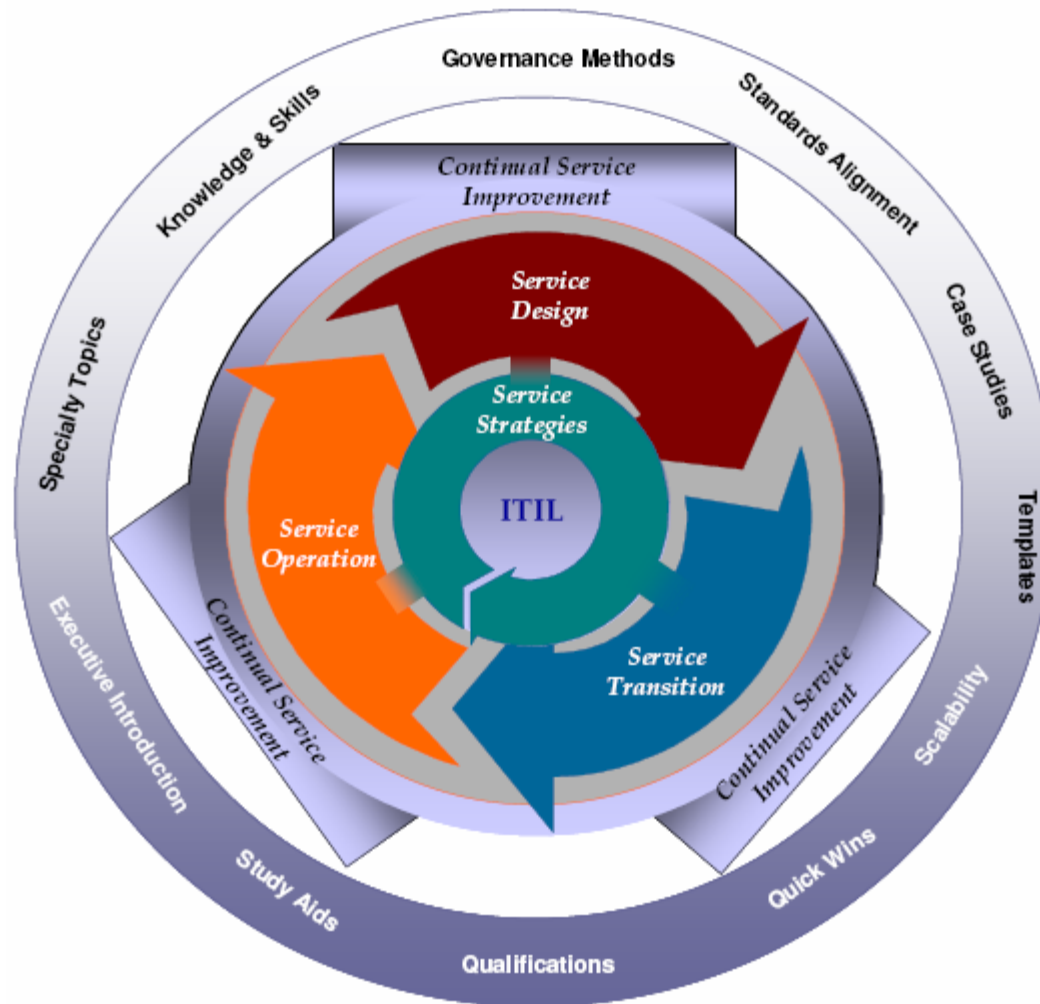 Governance Methods
Standards Alignment
Case Studies
Templates
Scalability
Quick Wins
Qualifications
Study Aids
Executive Introduction
Specialty Topics
Knowledge & Skills
Continual Service
Improvement
Service
Design
Service
Strategies
ITIL
Service
Operation
Service
Transition
Continual Service
Improvement
Continual Service
Improvement